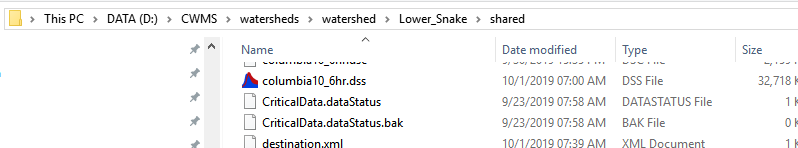 This PC > DATA (D:) > CWMS > watersheds > watershed > Lower_Snake > shared
Name Date modified Type Size
columbia10_6hr.dss 10/1/2019 07:00 AM DSS File 32,718 K
CriticalData.dataStatus 9/23/2019 07:58 AM DATASTATUS File 1 K
CriticalData.dataStatus.bak 9/23/2019 07:58 AM BAK File 0 K
destination.xml 10/1/2019 07:39 AM XML Document 1 K